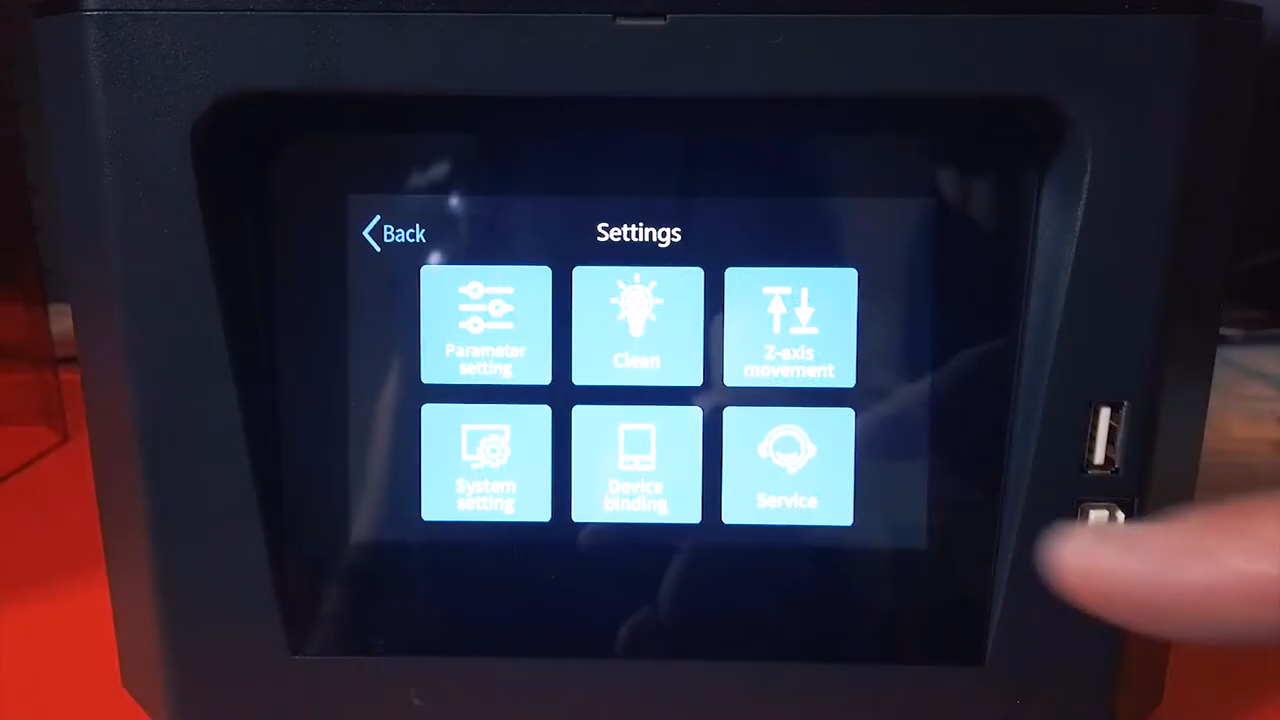 Back
Settings
Parameter
setting
Clean
Z-axis
movement
System
setting
Device
binding
Service